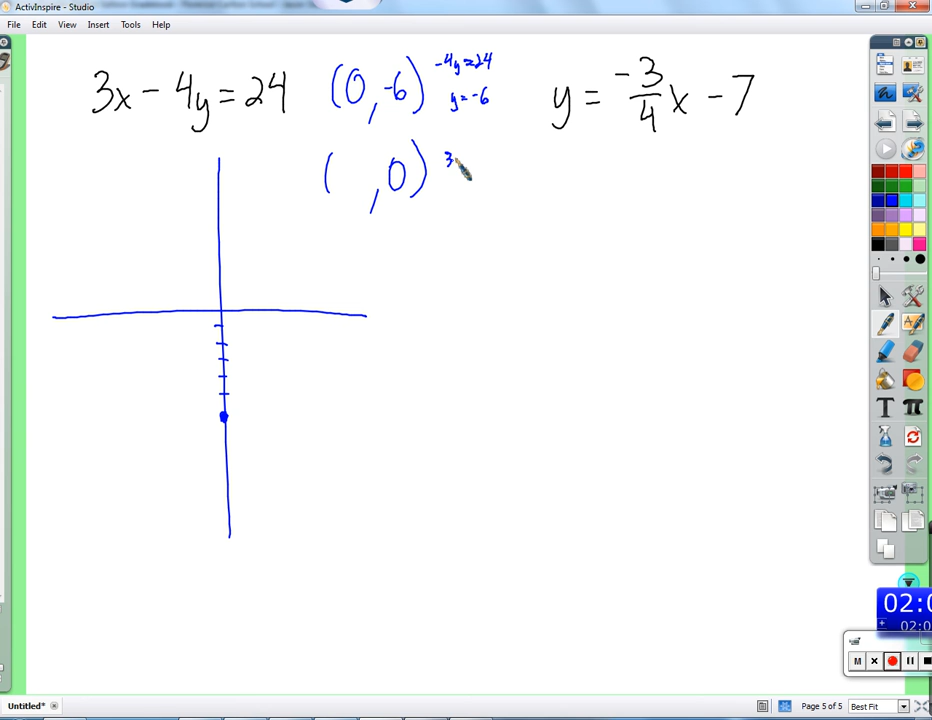 ActivInspire - Studio
File Edit View Insert Tools Help
3x - 4y = 24
(0, -6)
-4y = 24
y = -6
( , 0)
3
y = -3/4 x - 7
T π
02:0
02:0
M
Untitled*
Page 5 of 5
Best Fit